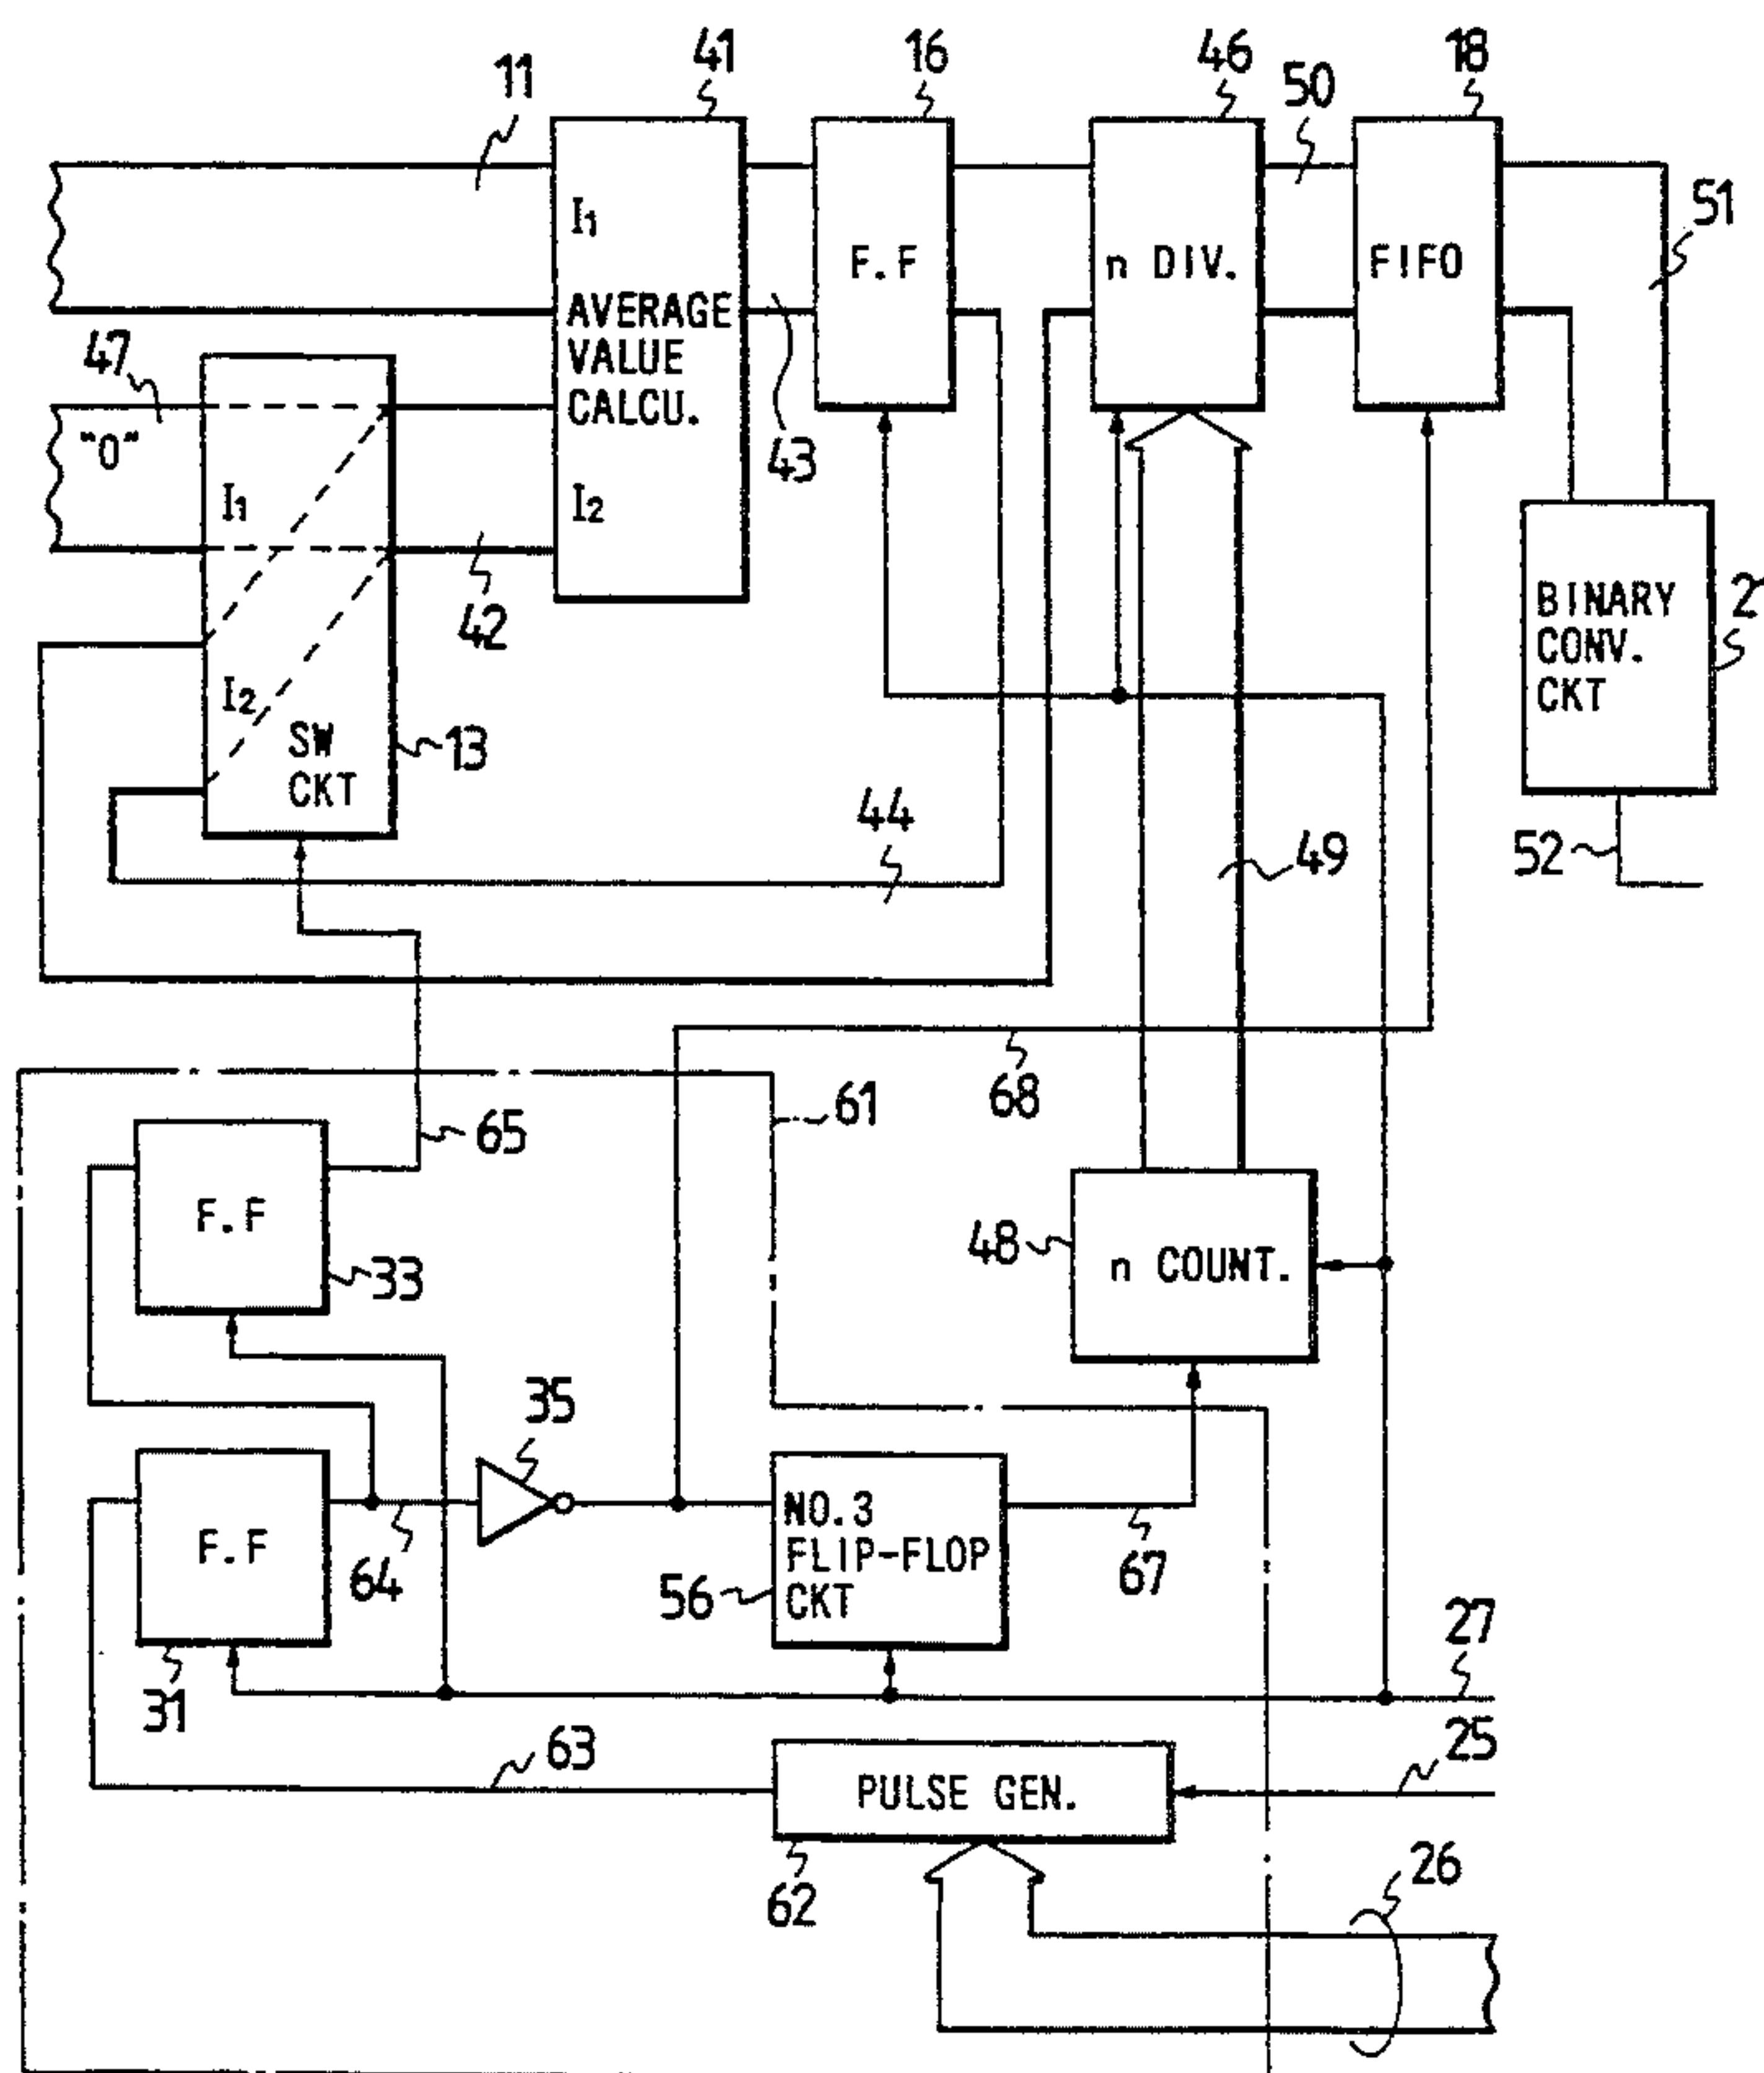 11
41
16
46
50
18
51
I1
F.F
n DIV.
FIFO
AVERAGE
VALUE
CALCU.
47
"0"
43
I1
I2
42
BINARY
CONV.
CKT
2
I2
SW
CKT
13
44
49
52
68
61
65
F.F
33
48
n COUNT.
35
F.F
64
NO.3
FLIP-FLOP
CKT
56
67
27
31
25
63
PULSE GEN.
26
62